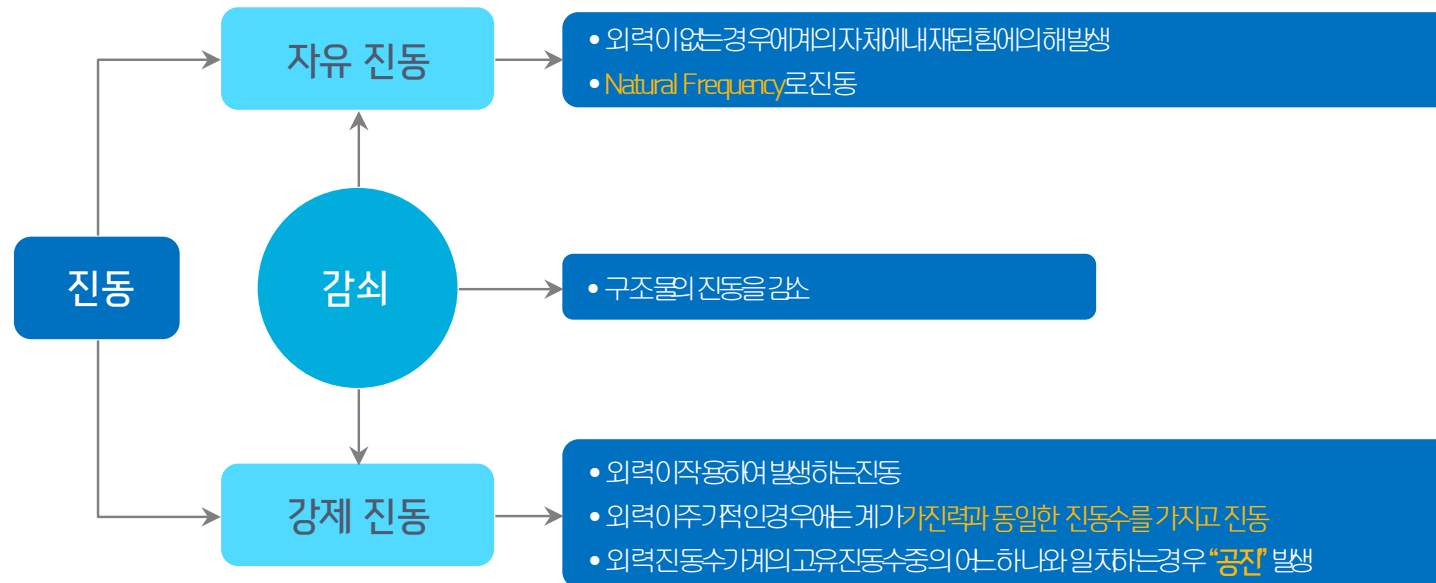 자유 진동
• 외력이 없는 경우에 계의 자체에 내재된 힘에 의해 발생
• Natural Frequency로 진동
진동
감쇠
• 구조물의 진동을 감소
강제 진동
• 외력이 작용하여 발생하는 진동
• 외력이 주기적인 경우에는 계가 가진력과 동일한 진동수를 가지고 진동
• 외력 진동수가 계의 고유진동수 중의 어느 하나와 일치하는 경우 “공진” 발생